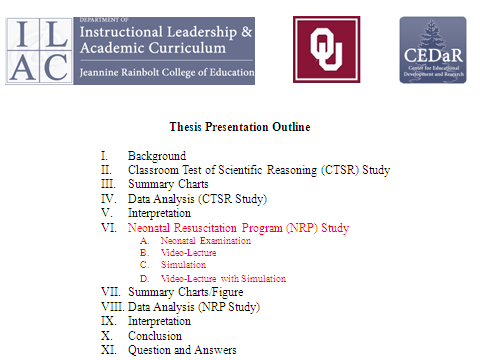 I L
A C
DEPARTMENT OF
Instructional Leadership &
Academic Curriculum
Jeannine Rainbolt College of Education
OU
CEDaR
Center for Educational
Development and Research
Thesis Presentation Outline
I. Background
II. Classroom Test of Scientific Reasoning (CTSR) Study
III. Summary Charts
IV. Data Analysis (CTSR Study)
V. Interpretation
VI. Neonatal Resuscitation Program (NRP) Study
A. Neonatal Examination
B. Video-Lecture
C. Simulation
D. Video-Lecture with Simulation
VII. Summary Charts/Figure
VIII. Data Analysis (NRP Study)
IX. Interpretation
X. Conclusion
XI. Question and Answers